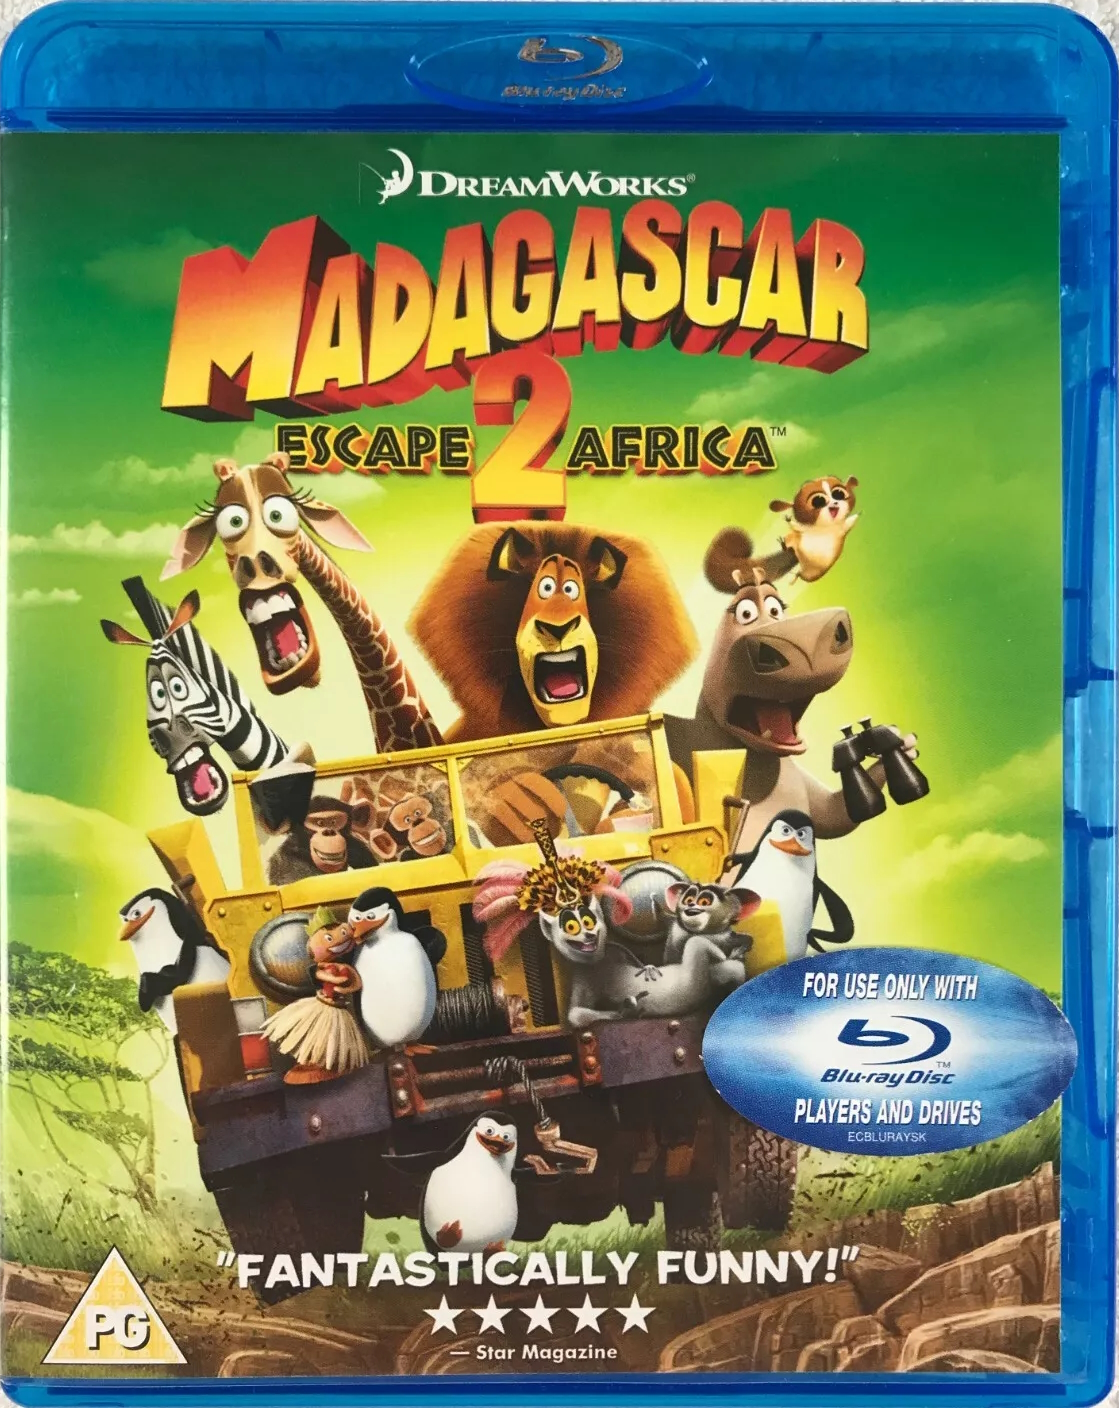 Blu-ray Disc
DREAMWORKS®
MADAGASCAR
ESCAPE 2 AFRICA™
FOR USE ONLY WITH
Blu-ray Disc™
PLAYERS AND DRIVES
ECBLURAYSK
"FANTASTICALLY FUNNY!"
★★★★★
— Star Magazine
PG